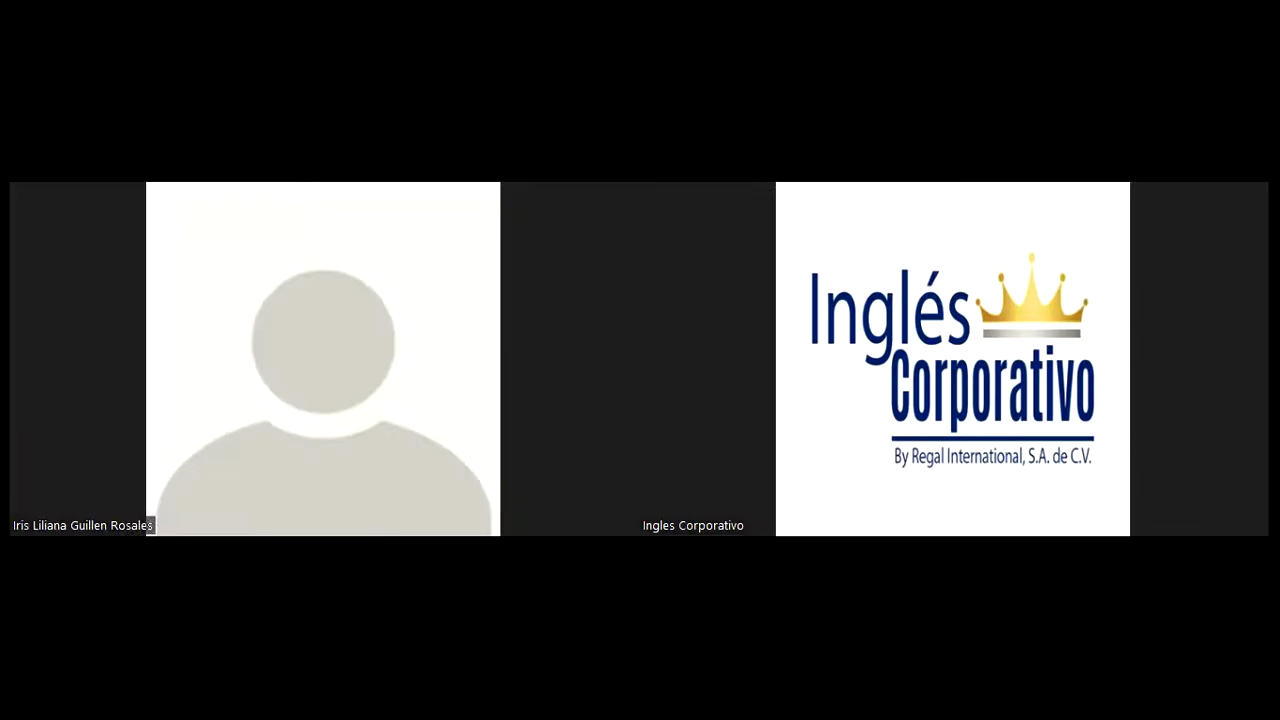 Inglés
Corporativo
By Regal International, S.A. de C.V.
Iris Liliana Guillen Rosales
Ingles Corporativo